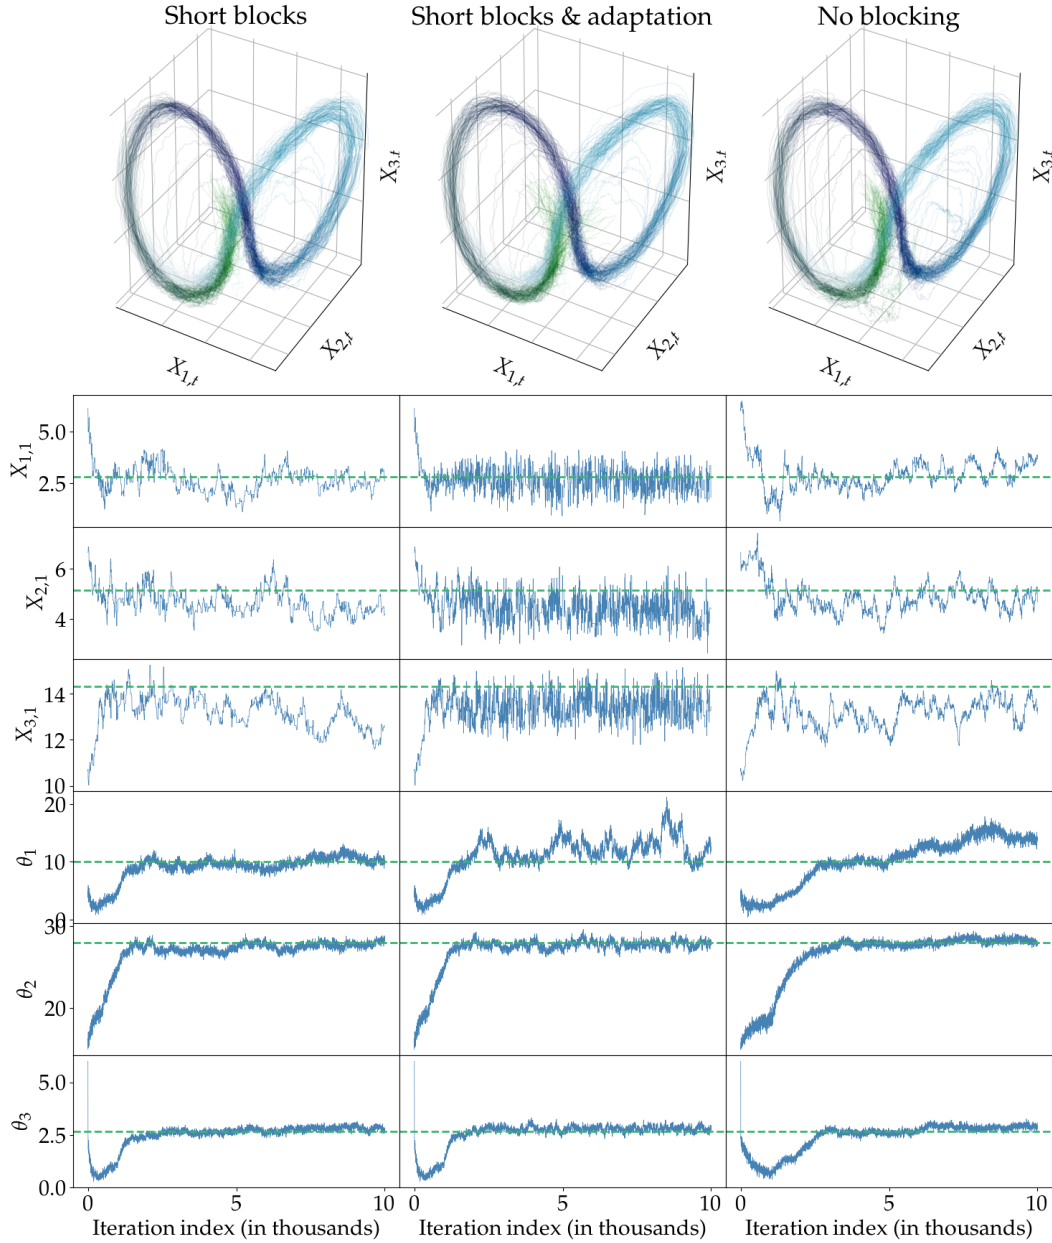 Short blocks
Short blocks & adaptation
No blocking
X3,t
X3,t
X3,t
X2,t
X2,t
X2,t
X1,t
X1,t
X1,t
X1,1
5.0
2.5
X2,1
6
4
X3,1
14
12
10
θ1
20
10
0
θ2
30
20
θ3
5.0
2.5
0.0
0 5 10 0 5 10 0 5 10
Iteration index (in thousands) Iteration index (in thousands) Iteration index (in thousands)